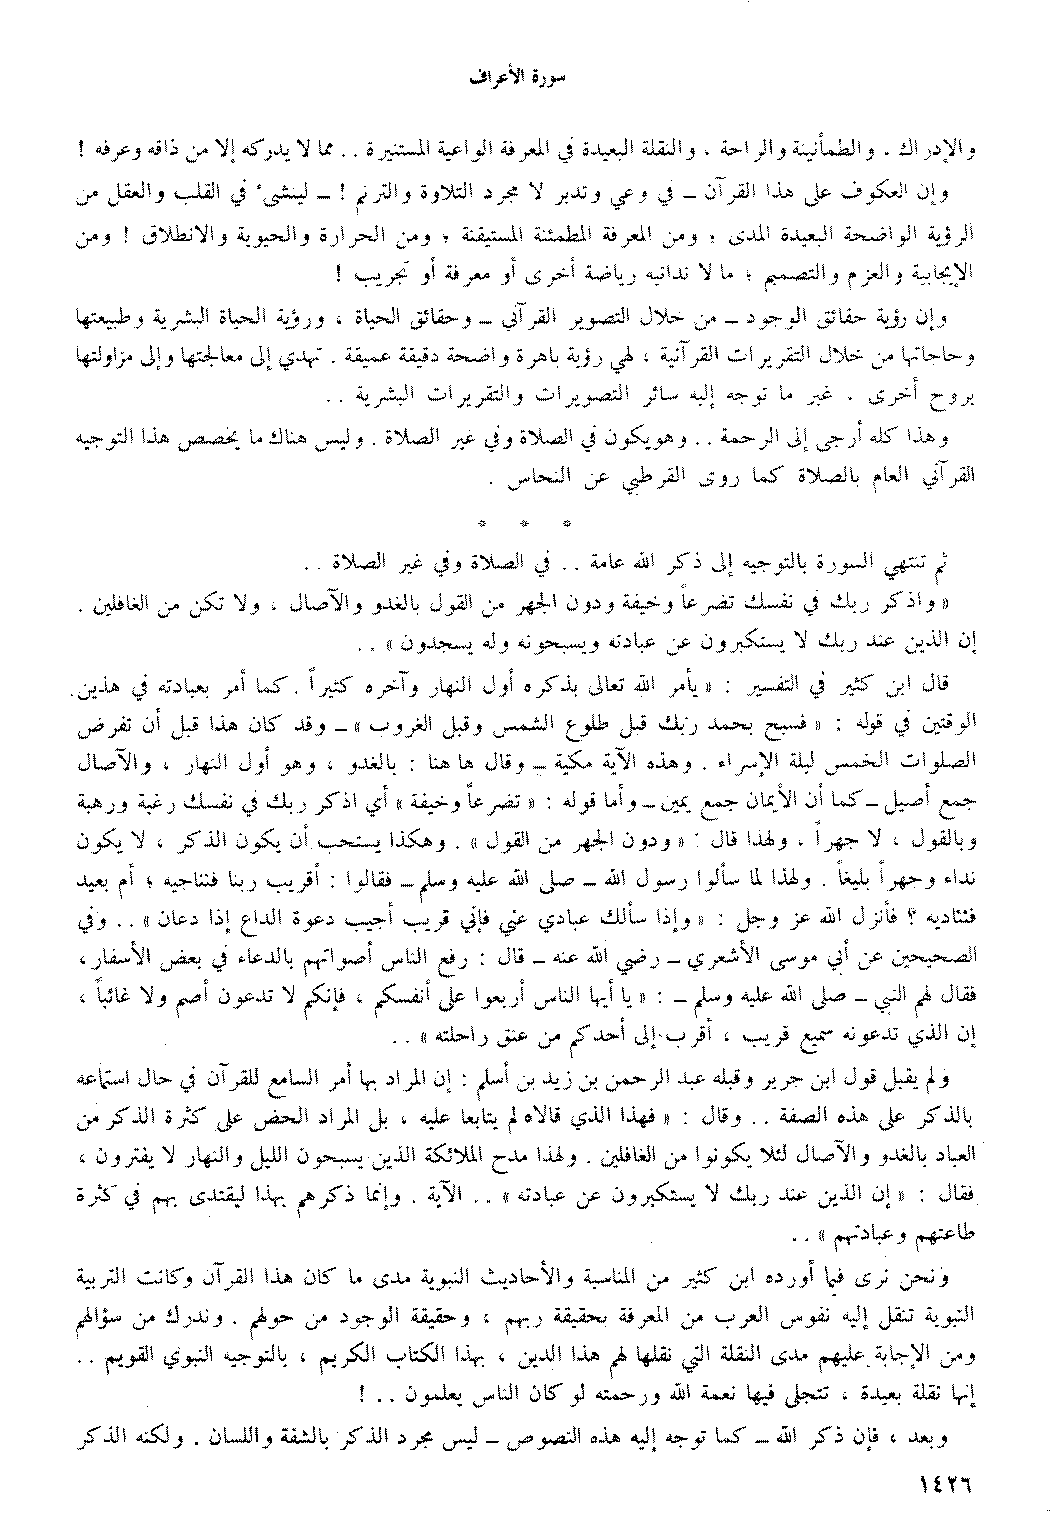 سورة الأعراف
والإدراك . والطمأنينة والراحة ، والنقلة البعيدة في المعرفة الواعية المستنيرة . . مما لا يدركه إلا من ذاقه وعرفه !
وإن العكوف على هذا القرآن – في وعي وتدبر لا مجرد التلاوة والترنم ! – لينشىء في القلب والعقل من
الرؤية الواضحة البعيدة المدى ؛ ومن المعرفة المطمئنة المستيقنة ؛ ومن الحرارة والحيوية والانطلاق ! ومن
الإيجابية والعزم والتصميم ؛ ما لا تدانيه رياضة أخرى أو معرفة أو تجريب !
وإن رؤية حقائق الوجود – من خلال التصوير القرآني – وحقائق الحياة ، ورؤية الحياة البشرية وطبيعتها
وحاجاتها من خلال التقريرات القرآنية ، لهي رؤية باهرة واضحة دقيقة عميقة . تهدي إلى معالجتها وإلى مزاولتها
بروح أخرى . غير ما توجه إليه سائر التصويرات والتقريرات البشرية . .
وهذا كله أرجى إلى الرحمة . . وهو يكون في الصلاة وفي غير الصلاة . وليس هناك ما يخصص هذا التوجيه
القرآني العام بالصلاة كما روى القرطبي عن النحاس .
* * *
ثم تنتهي السورة بالتوجيه إلى ذكر الله عامة . . في الصلاة وفي غير الصلاة . .
« واذكر ربك في نفسك تضرعاً وخيفة ودون الجهر من القول بالغدو والآصال ، ولا تكن من الغافلين .
إن الذين عند ربك لا يستكبرون عن عبادته ويسبحونه وله يسجدون » . .
قال ابن كثير في التفسير : « يأمر الله تعالى بذكره أول النهار وآخره كثيراً . كما أمر بعبادته في هذين
الوقتين في قوله : « فسبح بحمد ربك قبل طلوع الشمس وقبل الغروب » – وقد كان هذا قبل أن تفرض
الصلوات الخمس ليلة الإسراء . وهذه الآية مكية – وقال ها هنا : بالغدو ، وهو أول النهار ، والآصال
جمع أصيل – كما أن الأيمان جمع يمين – وأما قوله : « تضرعاً وخيفة » أي اذكر ربك في نفسك رغبة ورهبة
وبالقول ، لا جهراً ، ولهذا قال : « ودون الجهر من القول » . وهكذا يستحب أن يكون الذكر ، لا يكون
نداء وجهراً بليغاً . ولهذا لما سألوا رسول الله – صلى الله عليه وسلم – فقالوا : أقريب ربنا فنناجيه ؛ أم بعيد
فنناديه ؟ فأنزل الله عز وجل : « وإذا سألك عبادي عني فإني قريب أجيب دعوة الداع إذا دعان » . . وفي
الصحيحين عن أبي موسى الأشعري – رضي الله عنه – قال : رفع الناس أصواتهم بالدعاء في بعض الأسفار ،
فقال لهم النبي – صلى الله عليه وسلم – : « يا أيها الناس أربعوا على أنفسكم ، فإنكم لا تدعون أصم ولا غائباً ،
إن الذي تدعونه سميع قريب ، أقرب إلى أحدكم من عنق راحلته » . .
ولم يقبل قول ابن جرير وقبله عبد الرحمن بن زيد بن أسلم : إن المراد بها أمر السامع للقرآن في حال استماعه
بالذكر على هذه الصفة . . وقال : « فهذا الذي قالاه لم يتابعا عليه ، بل المراد الحض على كثرة الذكر من
العباد بالغدو والآصال لئلا يكونوا من الغافلين . ولهذا مدح الملائكة الذين يسبحون الليل والنهار لا يفترون ،
فقال : « إن الذين عند ربك لا يستكبرون عن عبادته » . . الآية . وإنما ذكرهم بهذا ليقتدى بهم في كثرة
طاعتهم وعبادتهم » . .
ونحن نرى فيما أورده ابن كثير من المناسبة والأحاديث النبوية مدى ما كان هذا القرآن وكانت التربية
النبوية تنقل إليه نفوس العرب من المعرفة بحقيقة ربهم ، وحقيقة الوجود من حولهم . وندرك من سؤالهم
ومن الإجابة عليهم مدى النقلة التي نقلها لهم هذا الدين ، بهذا الكتاب الكريم ، بالتوجيه النبوي القويم . .
إنها نقلة بعيدة ، تتجلى فيها نعمة الله ورحمته لو كان الناس يعلمون . . !
وبعد ، فإن ذكر الله – كما توجه إليه هذه النصوص – ليس مجرد الذكر بالشفة واللسان . ولكنه الذكر
١٤٢٦